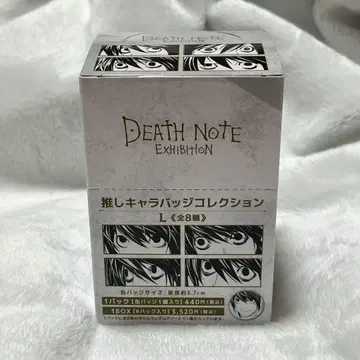 DEATH NOTE
EXHIBITION
推しキャラバッジコレクション
L《全8種》
缶バッジサイズ：直径約5.7cm
1パック【缶バッジ1個入り】440円(税込)
1BOX【8パック入り】3,520円(税込)